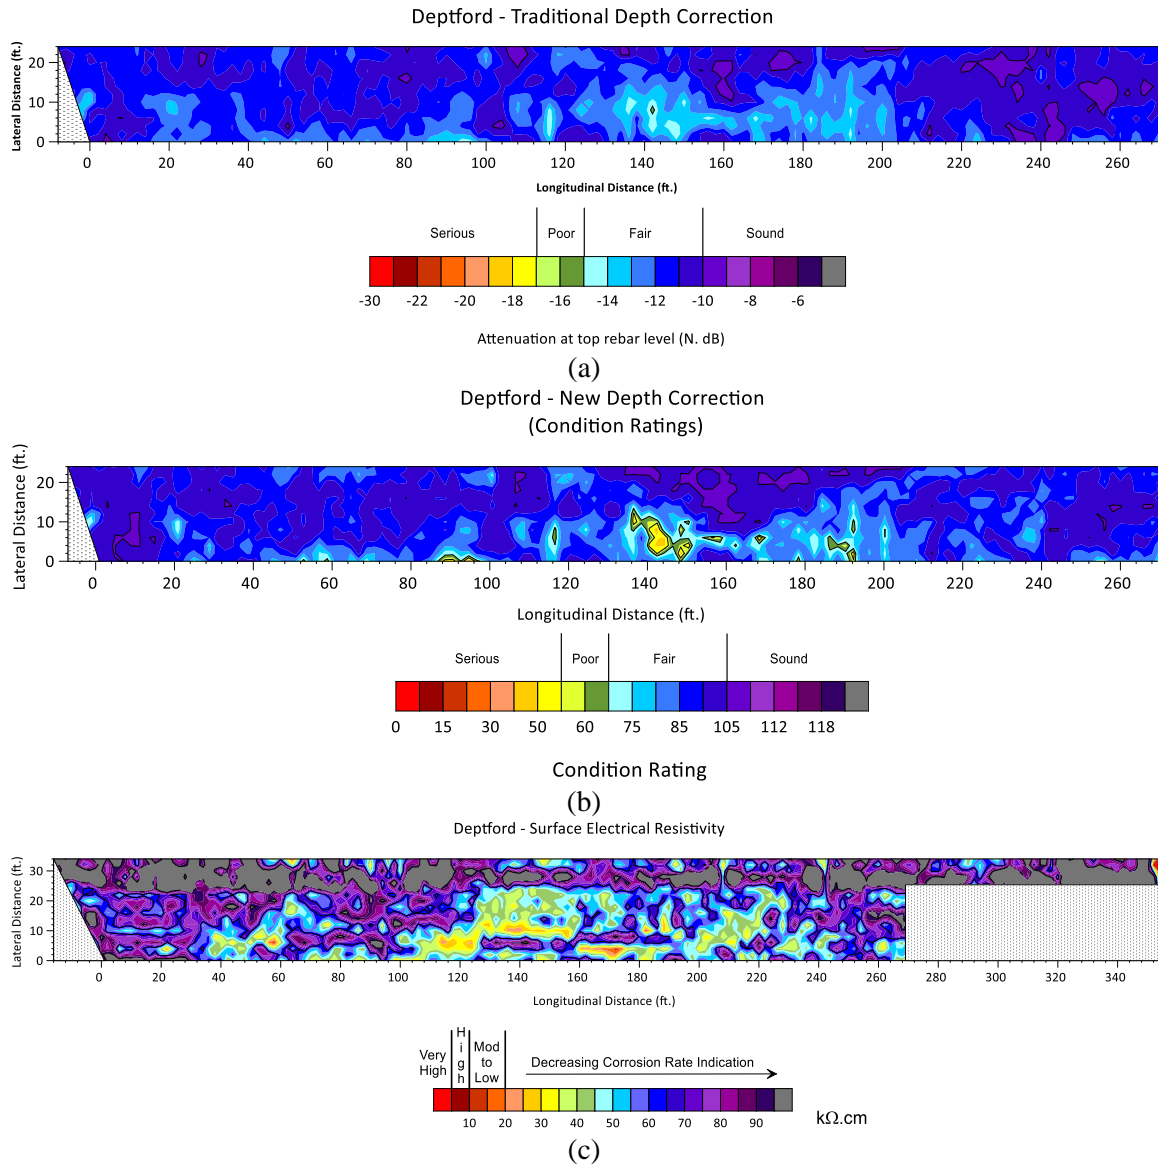 Deptford - Traditional Depth Correction
Lateral Distance (ft.)
20
10
0
0 20 40 60 80 100 120 140 160 180 200 220 240 260
Longitudinal Distance (ft.)
Serious Poor Fair Sound
-30 -22 -20 -18 -16 -14 -12 -10 -8 -6
Attenuation at top rebar level (N. dB)
(a)
Deptford - New Depth Correction
(Condition Ratings)
Lateral Distance (ft.)
20
10
0
0 20 40 60 80 100 120 140 160 180 200 220 240 260
Longitudinal Distance (ft.)
Serious Poor Fair Sound
0 15 30 50 60 75 85 105 112 118
Condition Rating
(b)
Deptford - Surface Electrical Resistivity
Lateral Distance (ft.)
30
20
10
0
0 20 40 60 80 100 120 140 160 180 200 220 240 260 280 300 320 340
Longitudinal Distance (ft.)
Very High
High
Mod to Low
Decreasing Corrosion Rate Indication
10 20 30 40 50 60 70 80 90
kΩ.cm
(c)